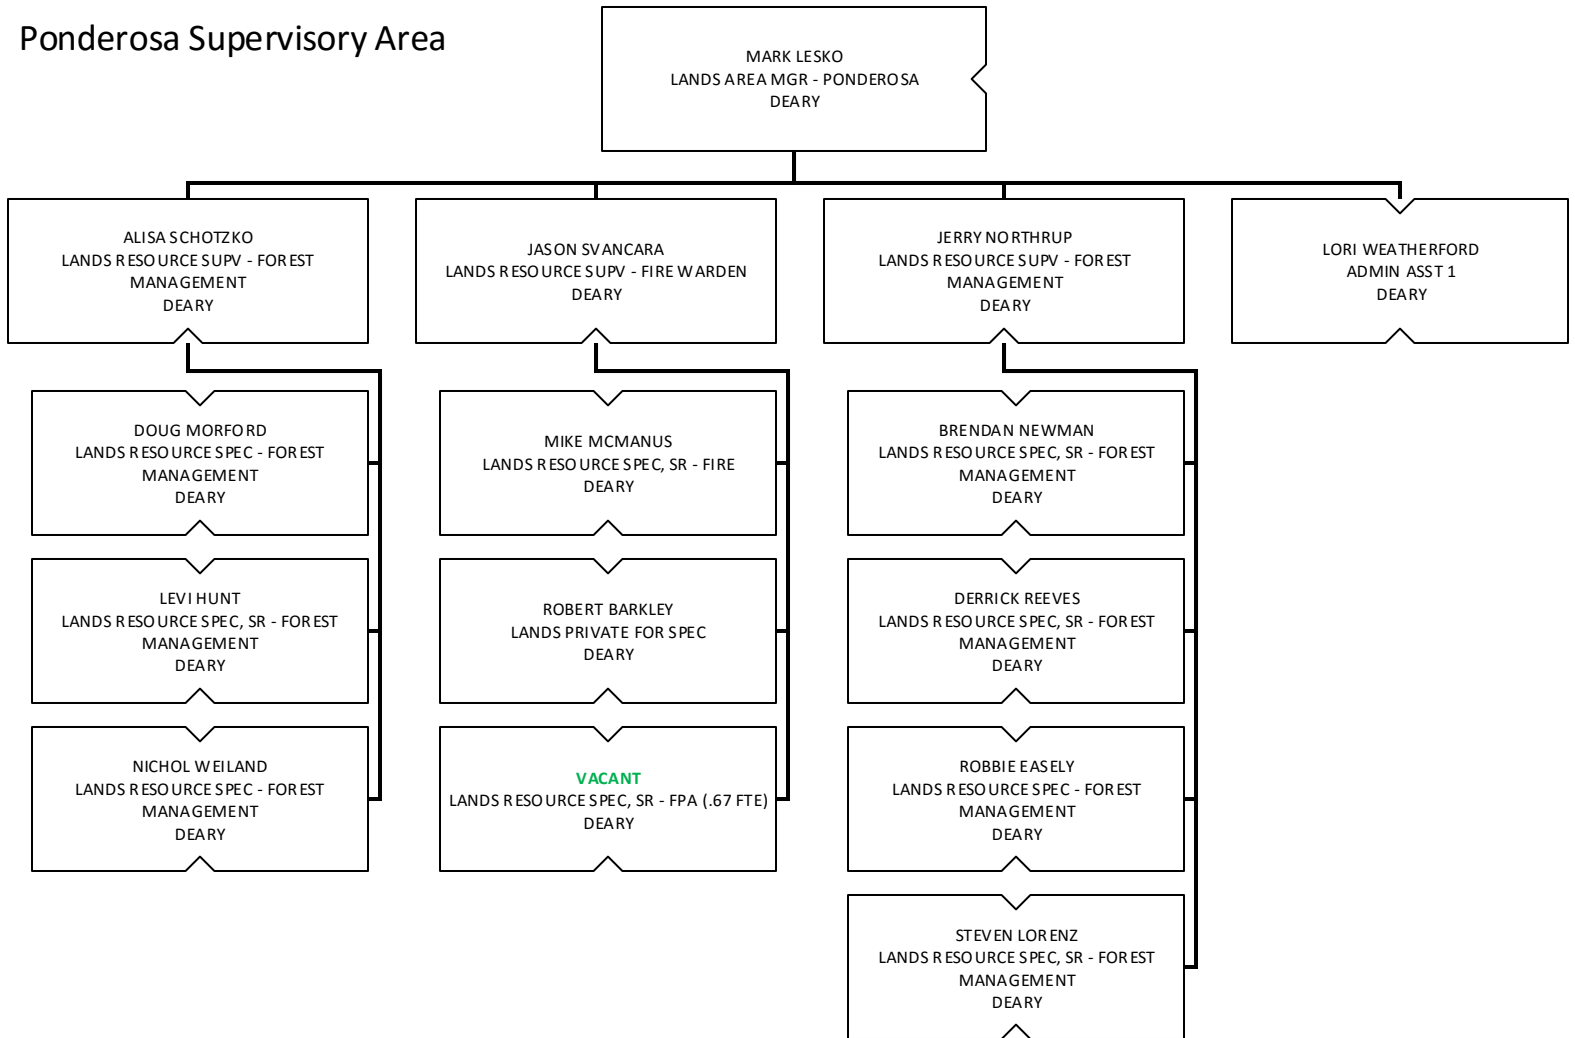 Ponderosa Supervisory Area
MARK LESKO
LANDS AREA MGR - PONDEROSA
DEARY
ALISA SCHOTZKO
LANDS RESOURCE SUPV - FOREST
MANAGEMENT
DEARY
JASON SVANCARA
LANDS RESOURCE SUPV - FIRE WARDEN
DEARY
JERRY NORTHRUP
LANDS RESOURCE SUPV - FOREST
MANAGEMENT
DEARY
LORI WEATHERFORD
ADMIN ASST 1
DEARY
DOUG MORFORD
LANDS RESOURCE SPEC - FOREST
MANAGEMENT
DEARY
LEVI HUNT
LANDS RESOURCE SPEC, SR - FOREST
MANAGEMENT
DEARY
NICHOL WEILAND
LANDS RESOURCE SPEC - FOREST
MANAGEMENT
DEARY
MIKE MCMANUS
LANDS RESOURCE SPEC, SR - FIRE
DEARY
ROBERT BARKLEY
LANDS PRIVATE FOR SPEC
DEARY
VACANT
LANDS RESOURCE SPEC, SR - FPA (.67 FTE)
DEARY
BRENDAN NEWMAN
LANDS RESOURCE SPEC, SR - FOREST
MANAGEMENT
DEARY
DERRICK REEVES
LANDS RESOURCE SPEC, SR - FOREST
MANAGEMENT
DEARY
ROBBIE EASELY
LANDS RESOURCE SPEC - FOREST
MANAGEMENT
DEARY
STEVEN LORENZ
LANDS RESOURCE SPEC, SR - FOREST
MANAGEMENT
DEARY